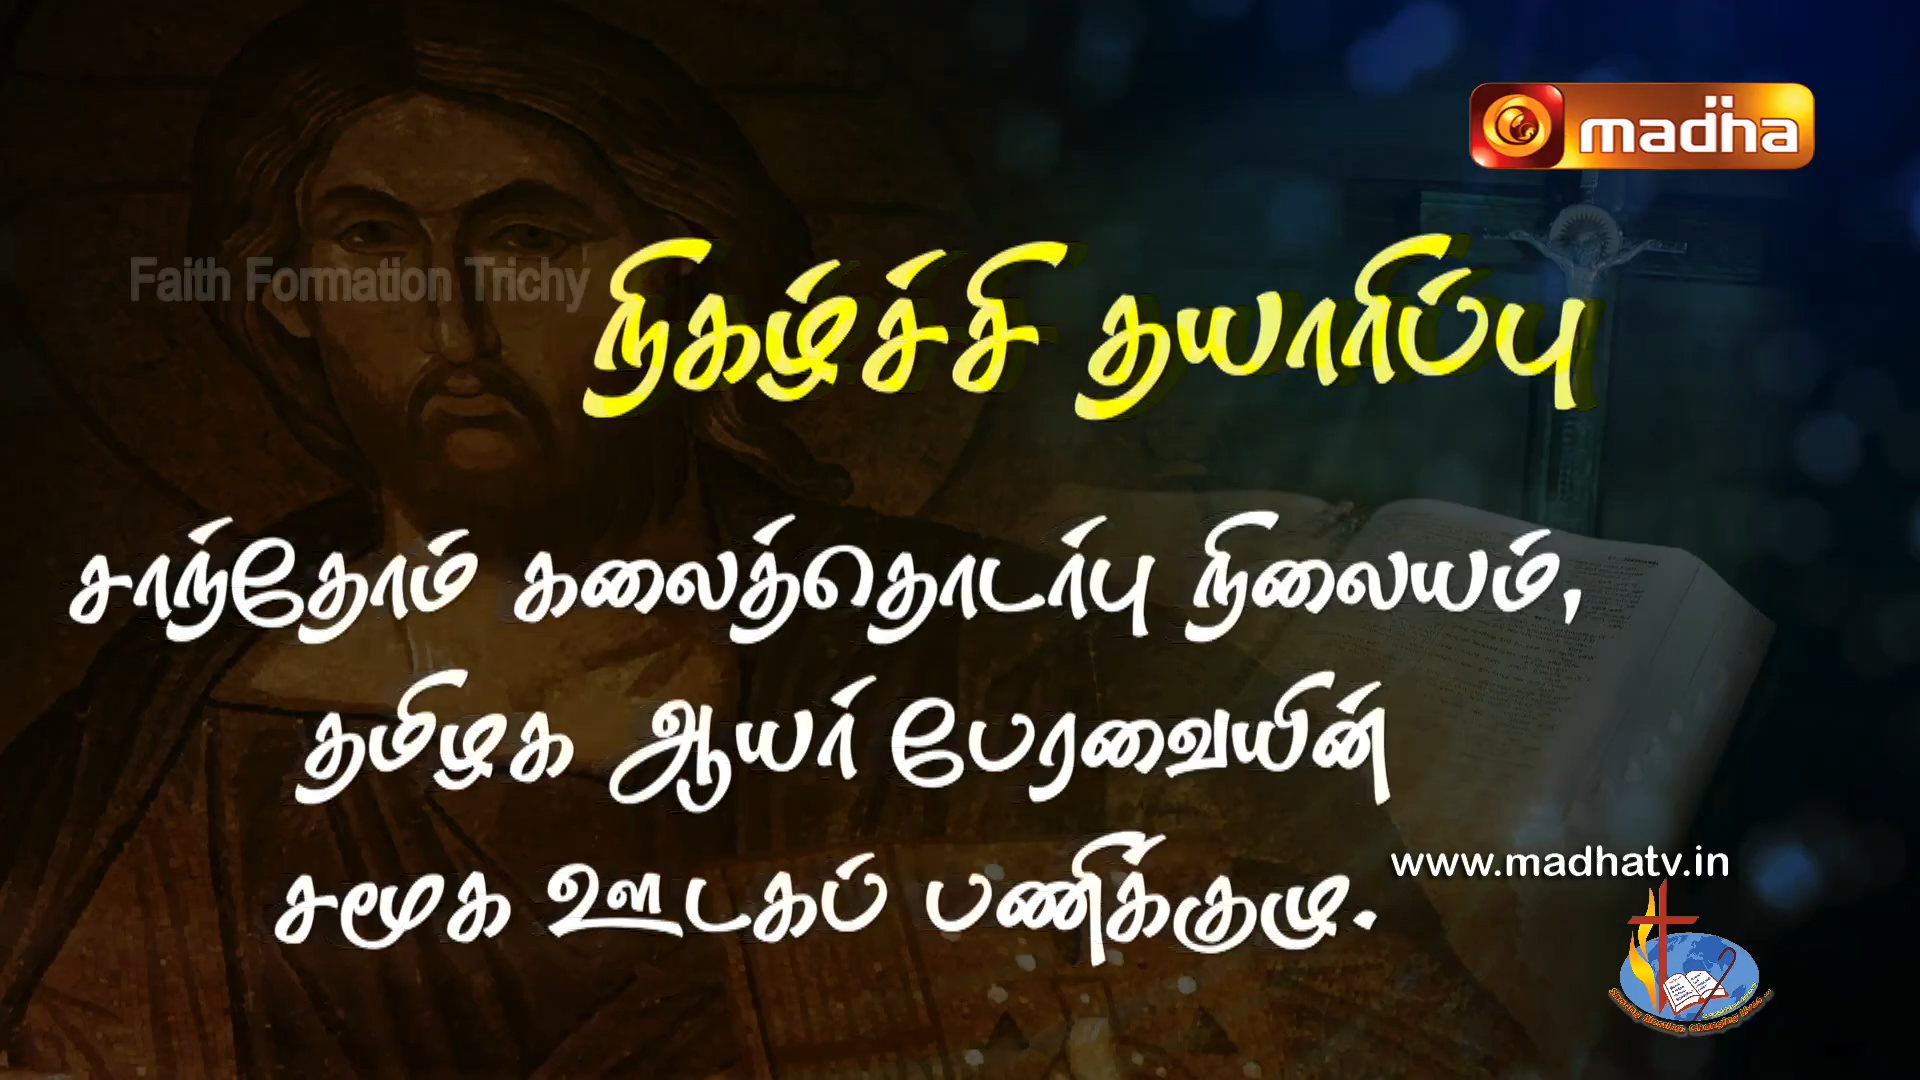 madha
Faith Formation Trichy
நிகழ்ச்சி தயாரிப்பு
சாந்தோம் கலைத்தொடர்பு நிலையம்,
தமிழக ஆயர் பேரவையின்
சமூக ஊடகப் பணிக்குழு.
www.madhatv.in